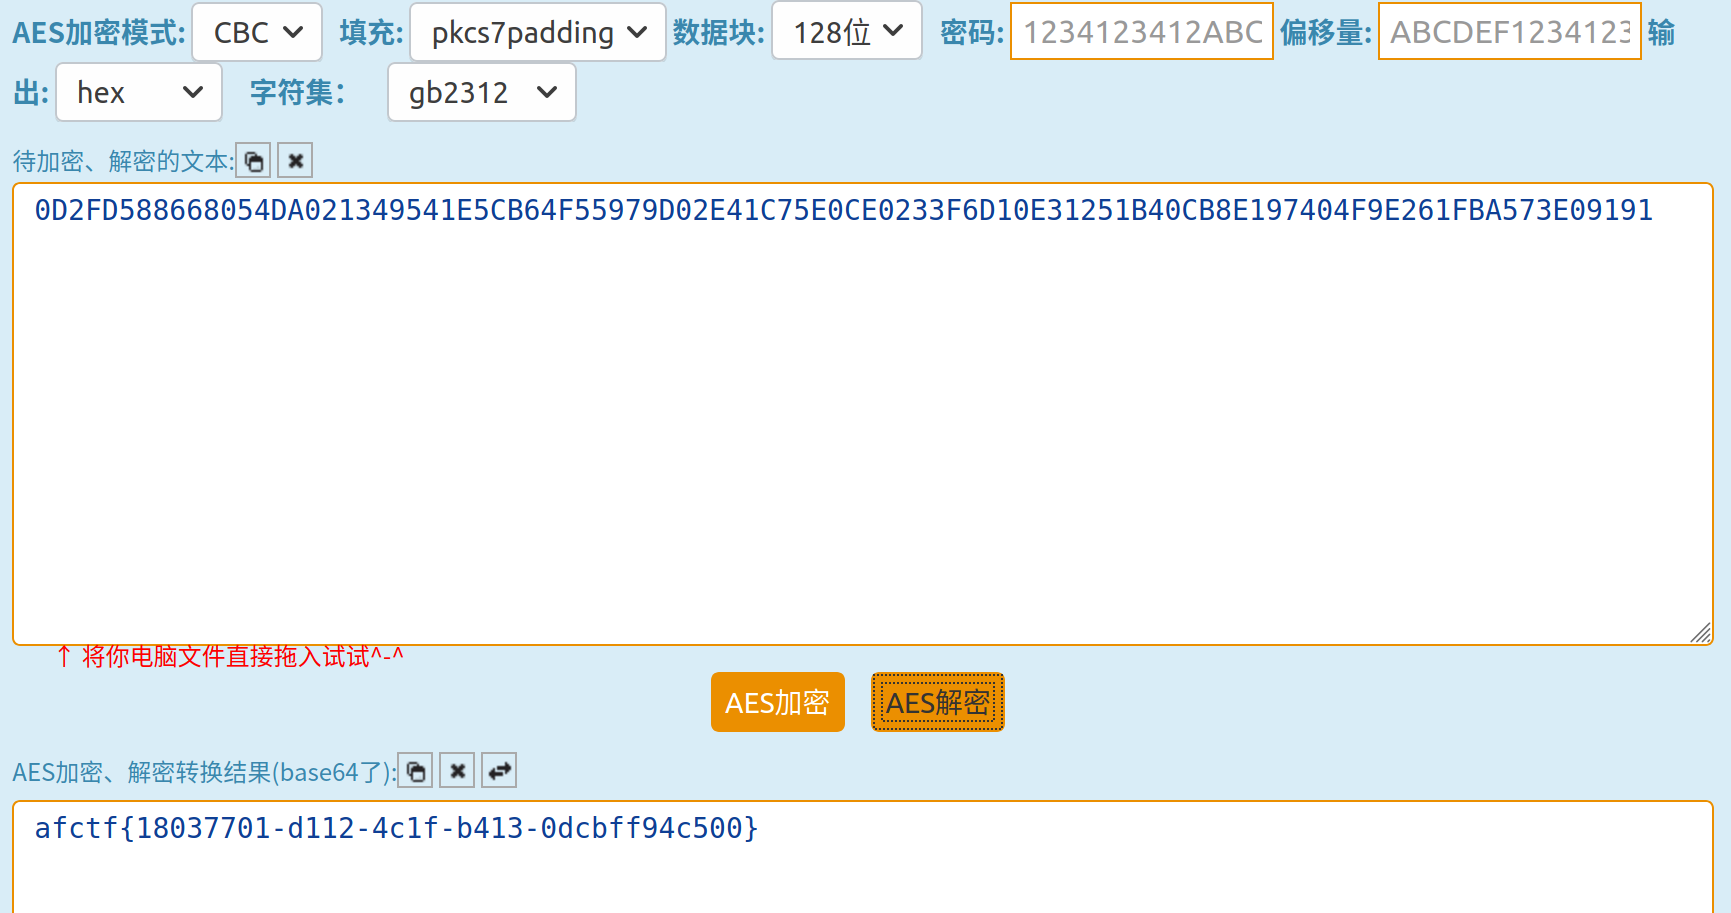 AES加密模式: CBC 填充: pkcs7padding 数据块: 128位 密码: 1234123412ABC 偏移量: ABCDEF1234123 输
出: hex 字符集: gb2312
待加密、解密的文本:
0D2FD588668054DA021349541E5CB64F55979D02E41C75E0CE0233F6D10E31251B40CB8E197404F9E261FBA573E09191
↑ 将你电脑文件直接拖入试试^-^
AES加密 AES解密
AES加密、解密转换结果(base64了):
afctf{18037701-d112-4c1f-b413-0dcbff94c500}